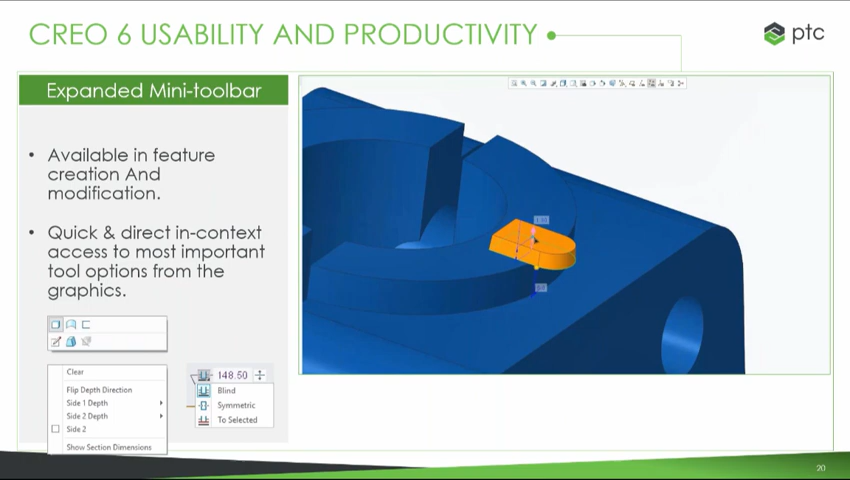 CREO 6 USABILITY AND PRODUCTIVITY
ptc
Expanded Mini-toolbar
• Available in feature
creation And
modification.
• Quick & direct in-context
access to most important
tool options from the
graphics.
Clear
Flip Depth Direction
Side 1 Depth
Side 2 Depth
Side 2
Show Section Dimensions
148.50
Blind
Symmetric
To Selected
20